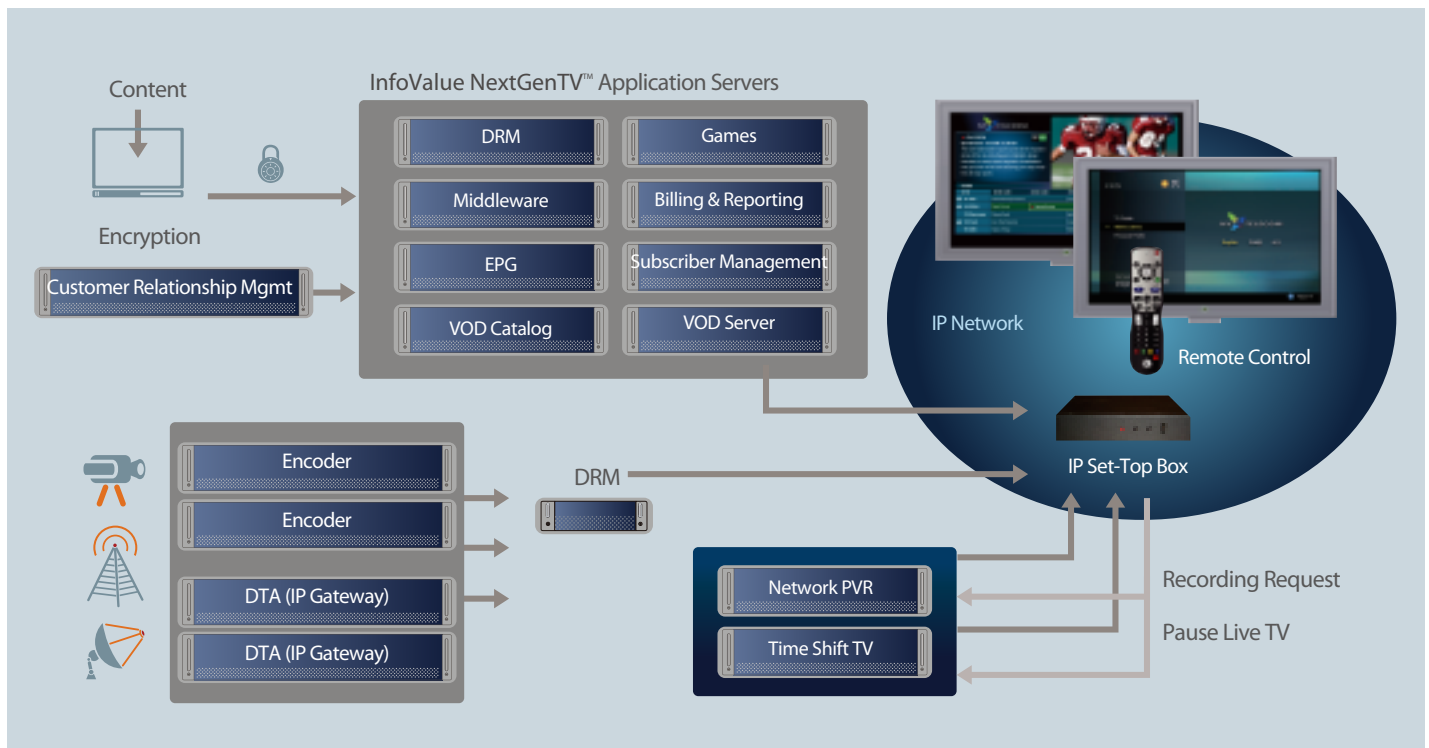 Content
Encryption
Customer Relationship Mgmt
InfoValue NextGenTV™ Application Servers
DRM
Games
Middleware
Billing & Reporting
EPG
Subscriber Management
VOD Catalog
VOD Server
IP Network
Remote Control
IP Set-Top Box
Encoder
Encoder
DTA (IP Gateway)
DTA (IP Gateway)
DRM
Network PVR
Time Shift TV
Recording Request
Pause Live TV